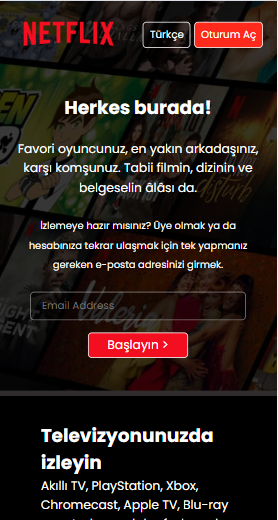 NETFLIX
Türkçe
Oturum Aç
Herkes burada!
Favori oyuncunuz, en yakın arkadaşınız,
karşı komşunuz. Tabii filmin, dizinin ve
belgeselin âlâsı da.
İzlemeye hazır mısınız? Üye olmak ya da
hesabınıza tekrar ulaşmak için tek yapmanız
gereken e-posta adresinizi girmek.
Email Address
Başlayın >
Televizyonunuzda
izleyin
Akıllı TV, PlayStation, Xbox,
Chromecast, Apple TV, Blu-ray